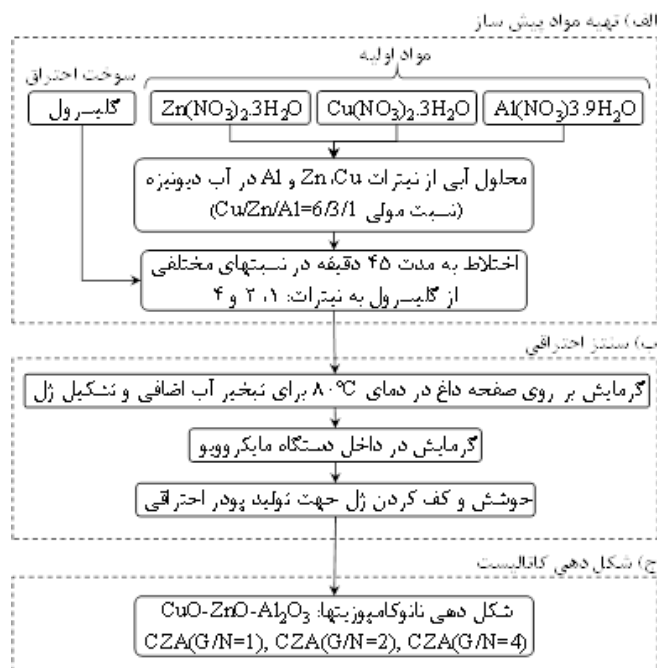 الف) تهیه مواد پیش ساز
مواد اولیه
سوخت احتراق
Al(NO3)3.9H2O
Cu(NO3)2.3H2O
Zn(NO3)2.3H2O
گلیسرول
محلول آبی از نیترات Zn،Cu و Al در آب دیونیزه
(نسبت مولی Cu/Zn/Al=6/3/1)
اختلاط به مدت ۴۵ دقیقه در نسبتهای مختلفی
از گلیسرول به نیترات: ۱، ۲ و ۴
ب) سنتز احتراقی
گرمایش بر روی صفحه داغ در دمای ۸۰°C برای تبخیر آب اضافی و تشکیل ژل
گرمایش در داخل دستگاه مایکروویو
جوشش و کف کردن ژل جهت تولید پودر احتراقی
ج) شکل دهی کاتالیست
شکل دهی نانوکامپوزیتها: CuO-ZnO-Al2O3
CZA(G/N=1), CZA(G/N=2), CZA(G/N=4)